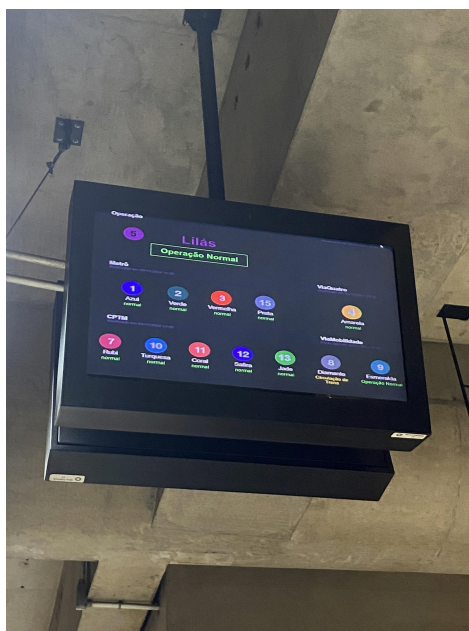 Operação
5
Lilás
Operação Normal
Metrô
1
Azul
normal
2
Verde
normal
3
Vermelha
normal
15
Prata
normal
ViaQuatro
4
Amarela
normal
CPTM
7
Rubi
normal
10
Turquesa
normal
11
Coral
normal
12
Safira
normal
13
Jade
normal
ViaMobilidade
8
Diamante
Circulação de
Trens
9
Esmeralda
Operação Normal